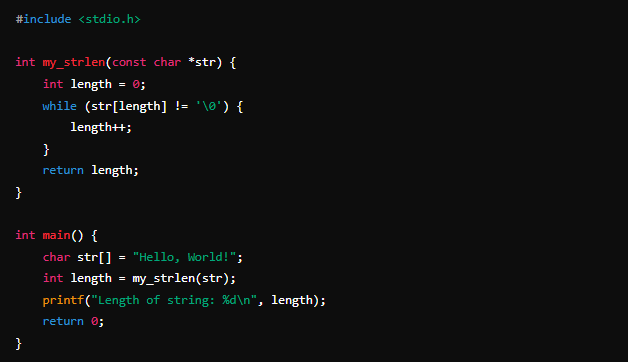 #include <stdio.h>
int my_strlen(const char *str) {
    int length = 0;
    while (str[length] != '\0') {
        length++;
    }
    return length;
}
int main() {
    char str[] = "Hello, World!";
    int length = my_strlen(str);
    printf("Length of string: %d\n", length);
    return 0;
}